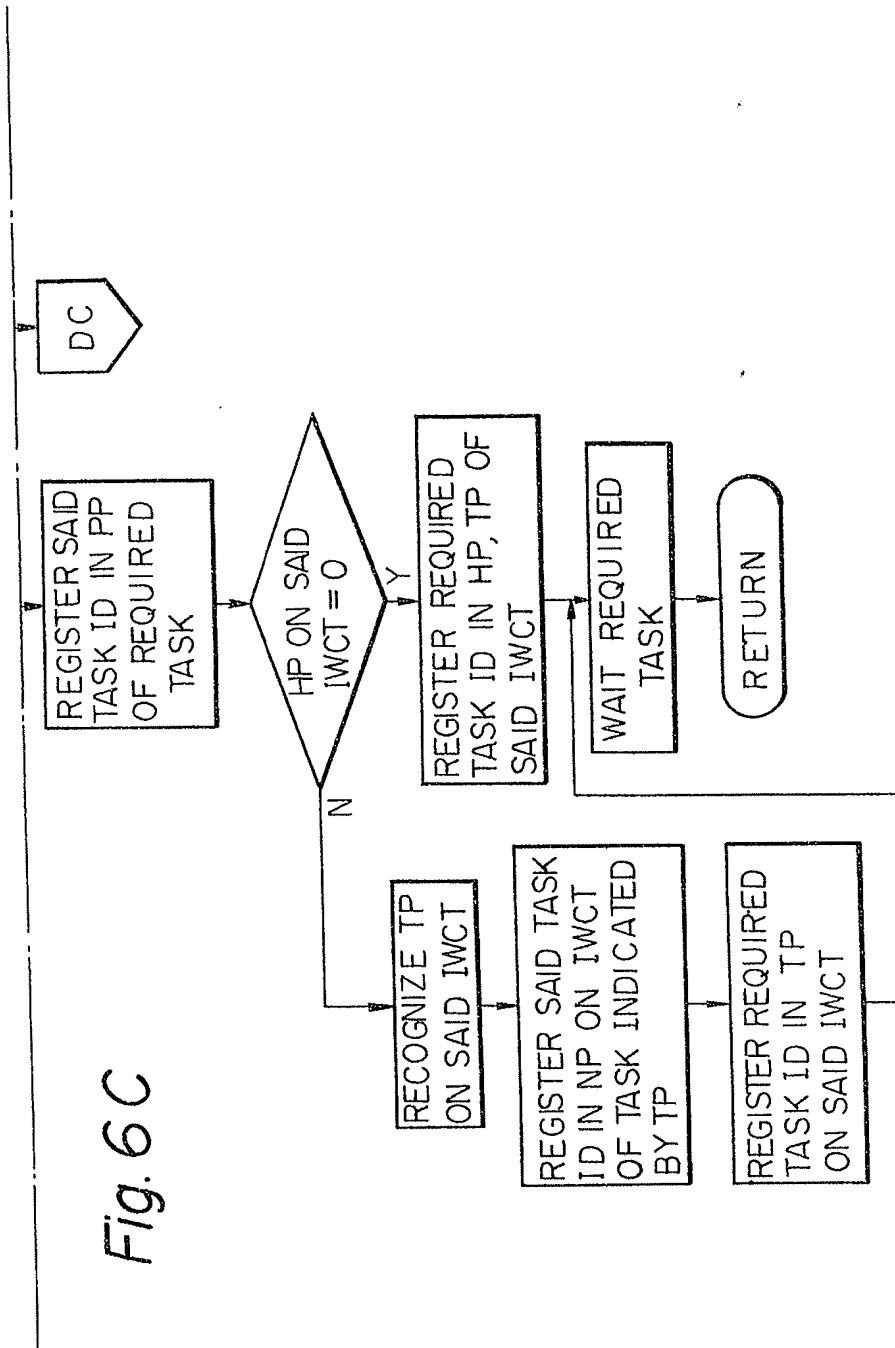 Fig. 6C
DC
REGISTER SAID
TASK ID IN PP
OF REQUIRED
TASK
HP ON SAID
IWCT = 0
Y
N
REGISTER REQUIRED
TASK ID IN HP, TP OF
SAID IWCT
WAIT REQUIRED
TASK
RETURN
RECOGNIZE TP
ON SAID IWCT
REGISTER SAID TASK
ID IN NP ON IWCT
OF TASK INDICATED
BY TP
REGISTER REQUIRED
TASK ID IN TP
ON SAID IWCT